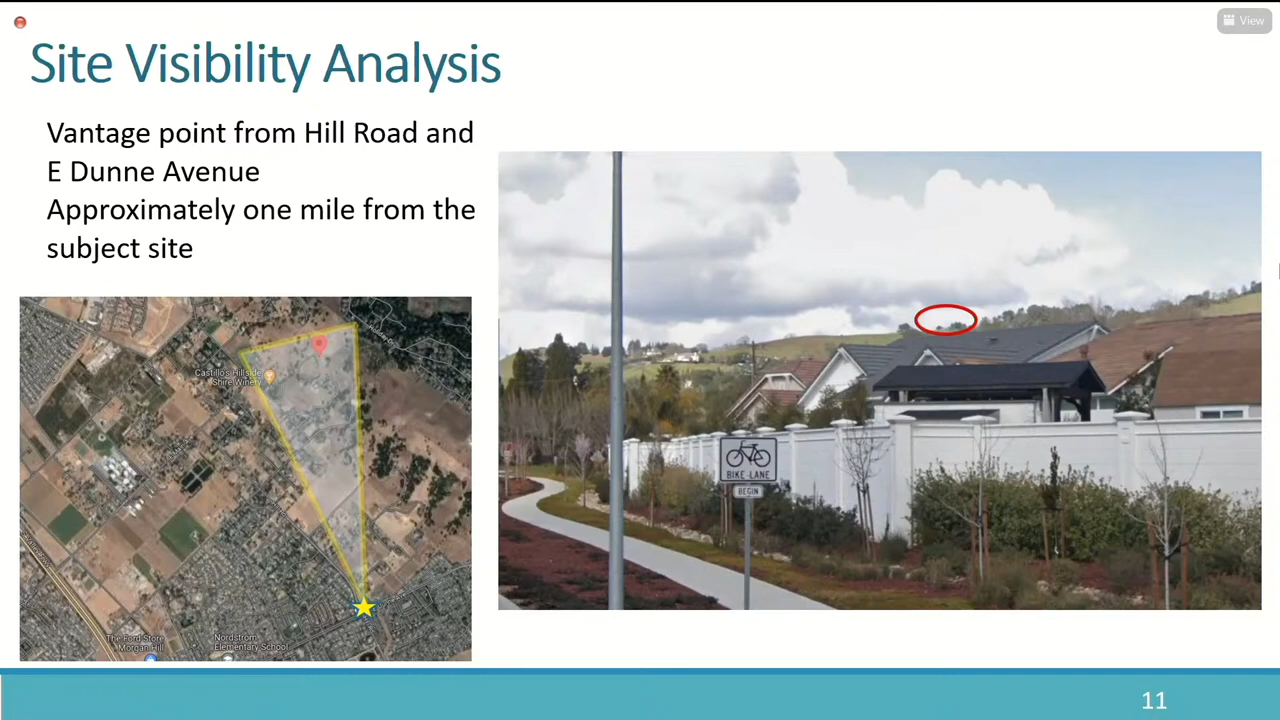 View
Site Visibility Analysis
Vantage point from Hill Road and
E Dunne Avenue
Approximately one mile from the
subject site
Castillo's Hillside
Shire Winery
The Ford Store
Morgan Hill
Nordstrom
Elementary School
BIKE LANE
BEGIN
11